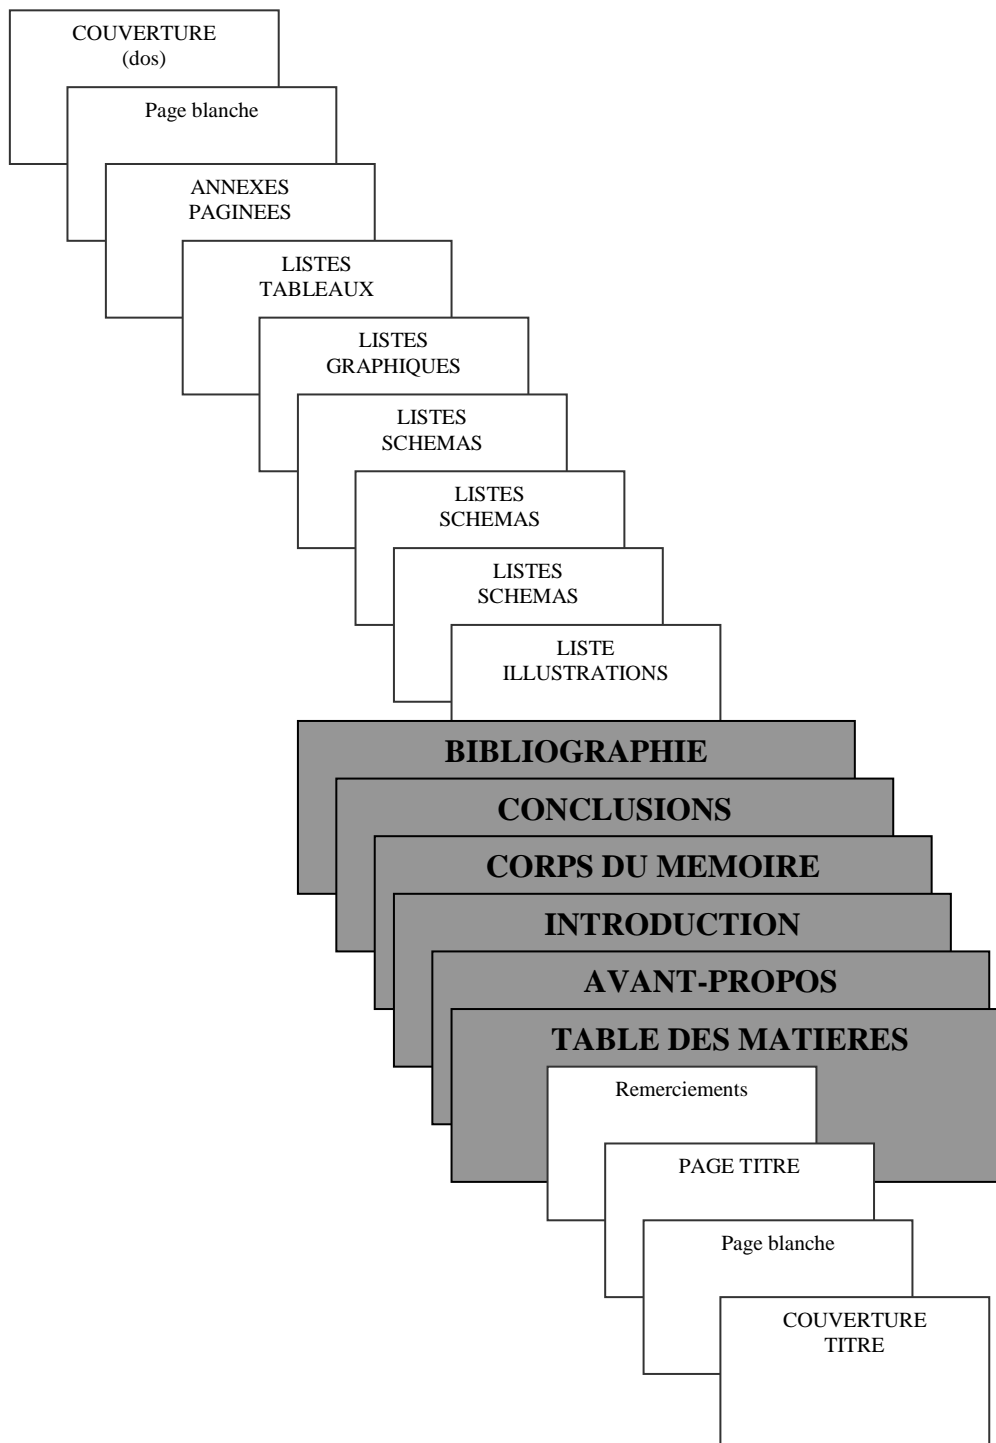 COUVERTURE
(dos)
Page blanche
ANNEXES
PAGINEES
LISTES
TABLEAUX
LISTES
GRAPHIQUES
LISTES
SCHEMAS
LISTES
SCHEMAS
LISTES
SCHEMAS
LISTE
ILLUSTRATIONS
BIBLIOGRAPHIE
CONCLUSIONS
CORPS DU MEMOIRE
INTRODUCTION
AVANT-PROPOS
TABLE DES MATIERES
Remerciements
PAGE TITRE
Page blanche
COUVERTURE
TITRE